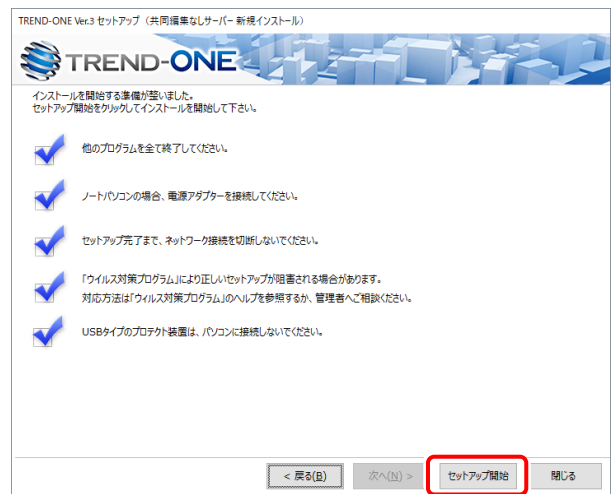 TREND-ONE Ver.3 セットアップ（共同編集なしサーバー 新規インストール）
TREND-ONE
インストールを開始する準備が整いました。
セットアップ開始をクリックしてインストールを開始して下さい。
他のプログラムを全て終了してください。
ノートパソコンの場合、電源アダプターを接続してください。
セットアップ完了まで、ネットワーク接続を切断しないでください。
「ウイルス対策プログラム」により正しいセットアップが阻害される場合があります。
対応方法は「ウィルス対策プログラム」のヘルプを参照するか、管理者へご相談ください。
USBタイプのプロテクト装置は、パソコンに接続しないでください。
< 戻る(B) 次へ(N) > セットアップ開始 閉じる